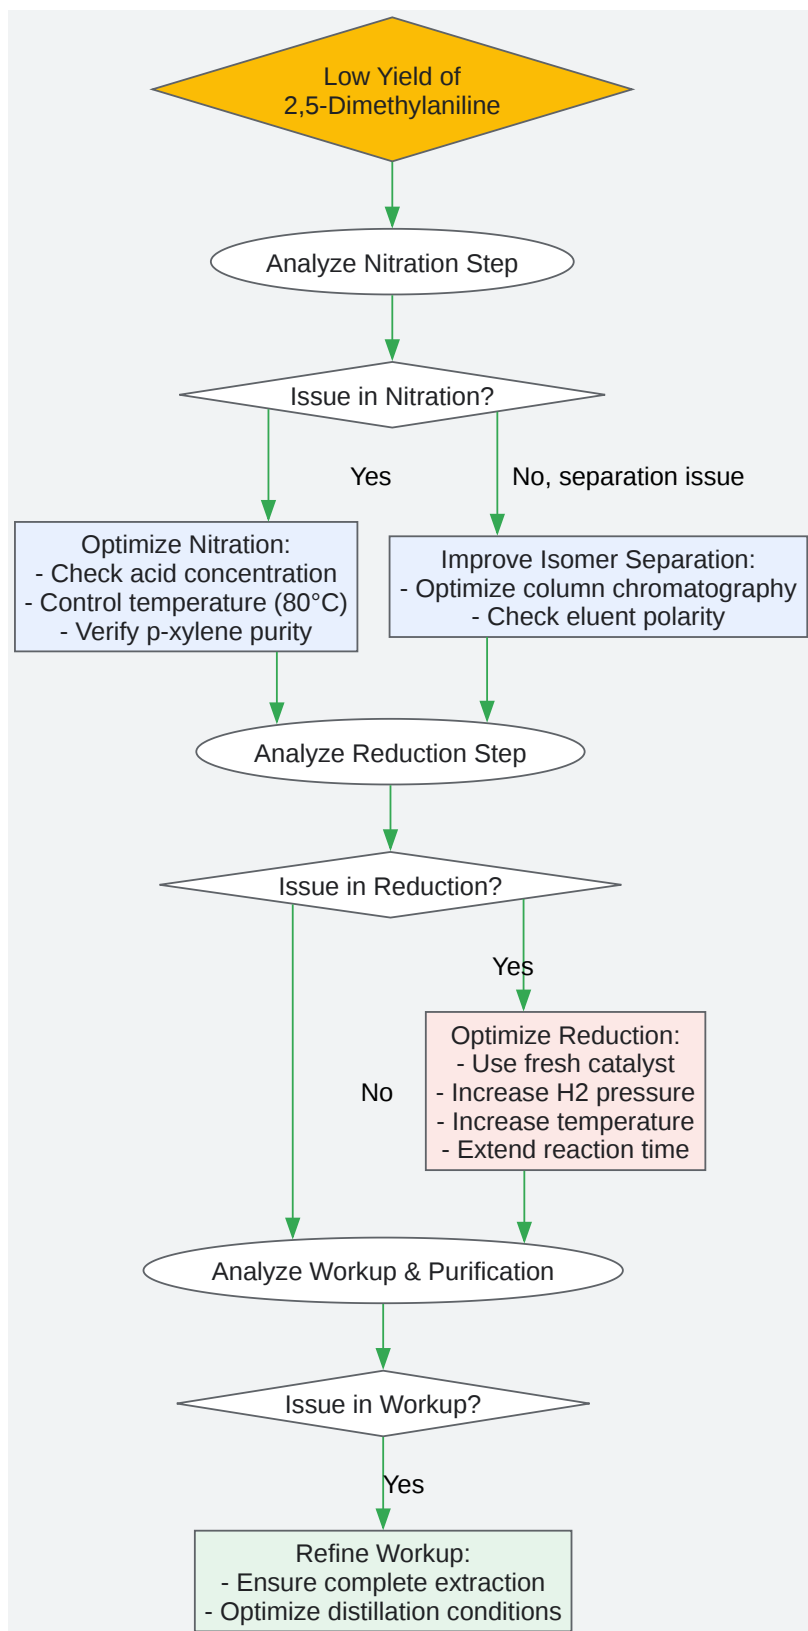 Low Yield of
2,5-Dimethylaniline
Analyze Nitration Step
Issue in Nitration?
Yes
No, separation issue
Optimize Nitration:
- Check acid concentration
- Control temperature (80°C)
- Verify p-xylene purity
Improve Isomer Separation:
- Optimize column chromatography
- Check eluent polarity
Analyze Reduction Step
Issue in Reduction?
Yes
Optimize Reduction:
- Use fresh catalyst
- Increase H2 pressure
- Increase temperature
- Extend reaction time
No
Analyze Workup & Purification
Issue in Workup?
Yes
Refine Workup:
- Ensure complete extraction
- Optimize distillation conditions